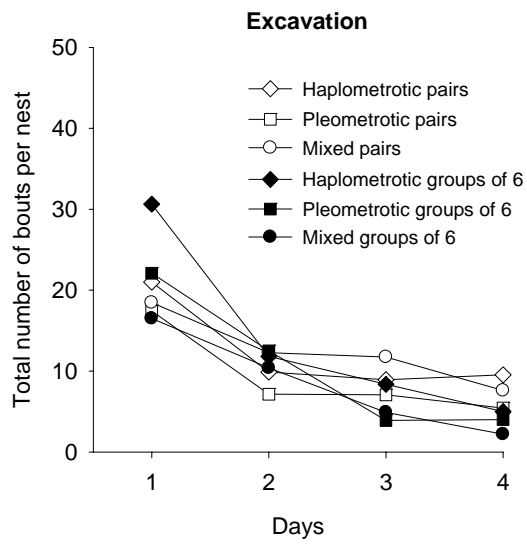 Excavation
50
40
30
20
10
0
Total number of bouts per nest
Haplometrotic pairs
Pleometrotic pairs
Mixed pairs
Haplometrotic groups of 6
Pleometrotic groups of 6
Mixed groups of 6
1 2 3 4
Days